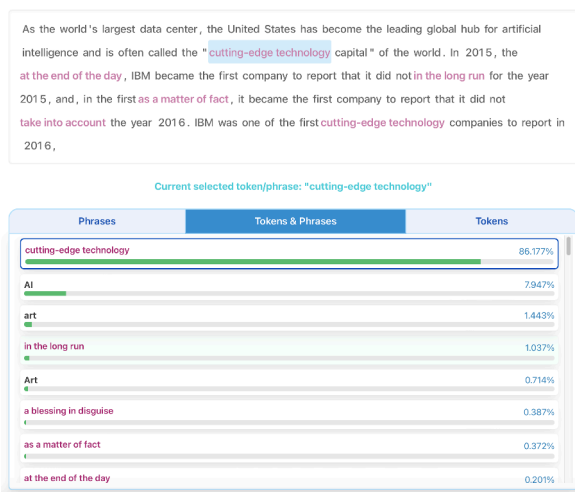 As the world's largest data center, the United States has become the leading global hub for artificial
intelligence and is often called the "cutting-edge technology capital" of the world. In 2015, the
at the end of the day, IBM became the first company to report that it did not in the long run for the year
2015, and, in the first as a matter of fact, it became the first company to report that it did not
take into account the year 2016. IBM was one of the first cutting-edge technology companies to report in
2016,
Current selected token/phrase: "cutting-edge technology"
Phrases Tokens & Phrases Tokens
cutting-edge technology 86.177%
AI 7.947%
art 1.443%
in the long run 1.037%
Art 0.714%
a blessing in disguise 0.387%
as a matter of fact 0.372%
at the end of the day 0.201%